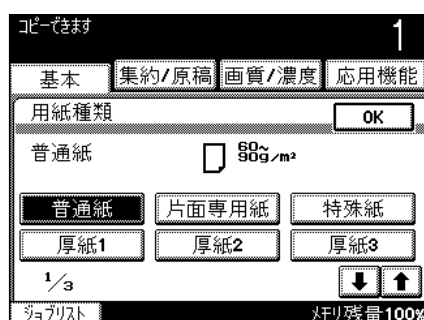 ｺﾋﾟｰできます 1
基本 集約/原稿 画質/濃度 応用機能
用紙種類 OK
普通紙 60~90g/m²
普通紙 片面専用紙 特殊紙
厚紙1 厚紙2 厚紙3
1/3
ｼﾞｮﾌﾞﾘｽﾄ ﾒﾓﾘ残量100%